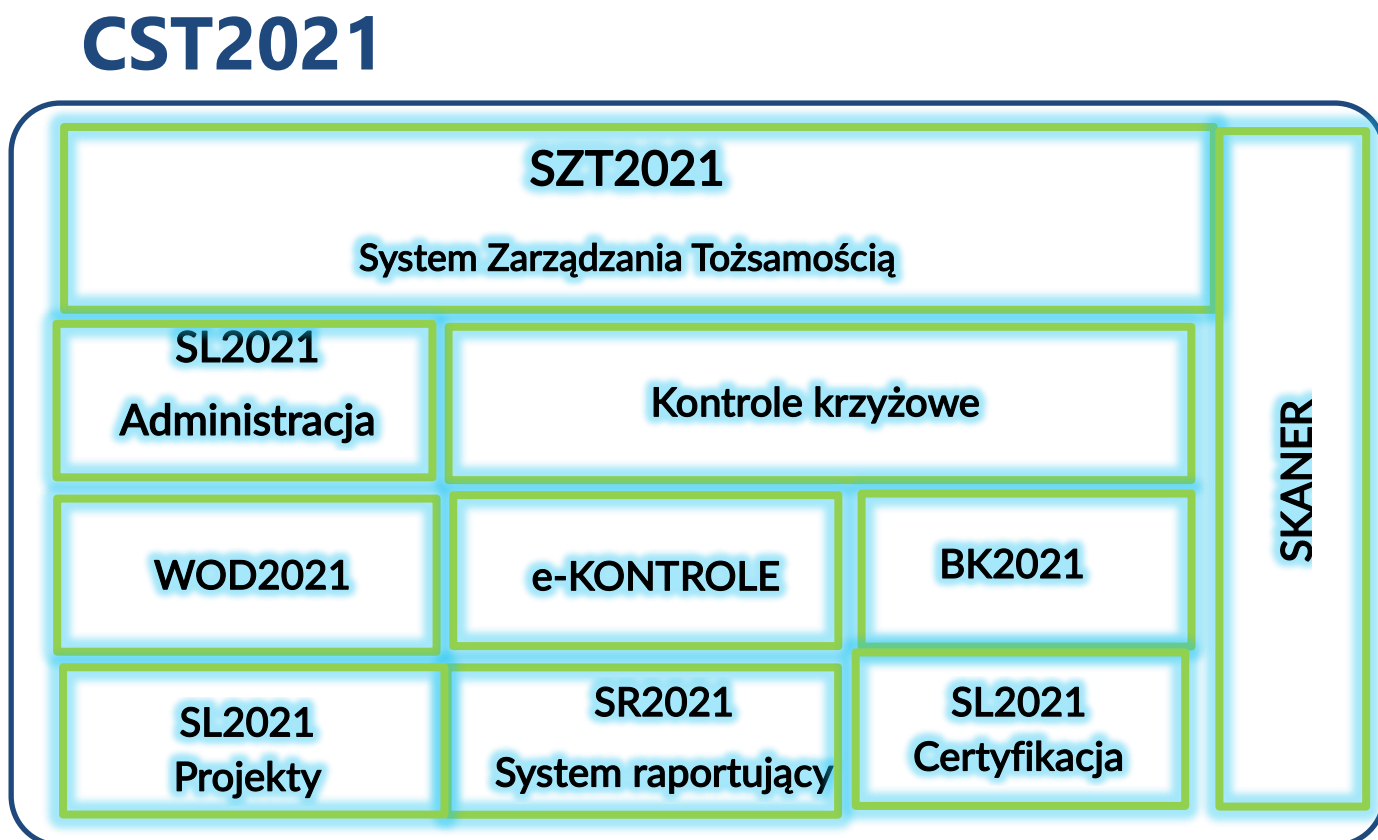 CST2021
SZT2021
System Zarządzania Tożsamością
SL2021
Administracja
Kontrole krzyżowe
SKANER
WOD2021
e-KONTROLE
BK2021
SL2021
Projekty
SR2021
System raportujący
SL2021
Certyfikacja